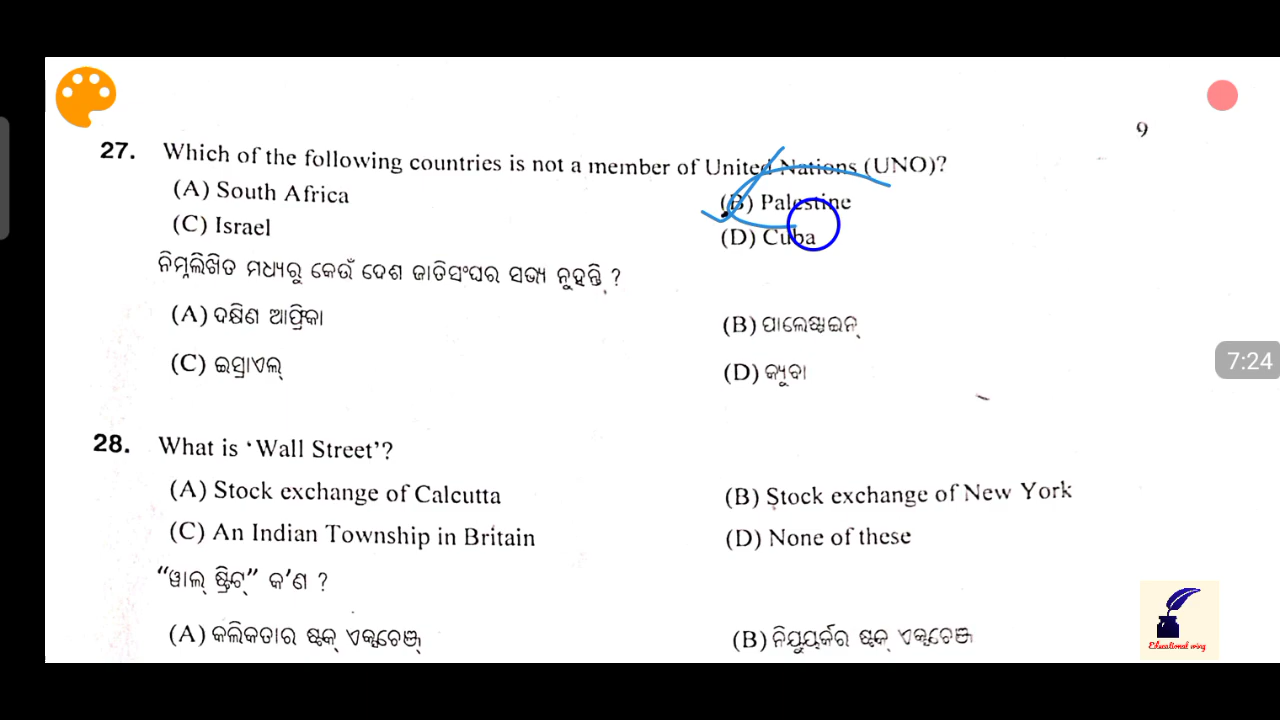 9
27. Which of the following countries is not a member of United Nations (UNO)?
(A) South Africa (B) Palestine
(C) Israel (D) Cuba
ନିମ୍ନଲିଖିତ ମଧ୍ୟରୁ କେଉଁ ଦେଶ ଜାତିସଂଘର ସଭ୍ୟ ନୁହନ୍ତି ?
(A) ଦକ୍ଷିଣ ଆଫ୍ରିକା (B) ପାଲେଷ୍ଟାଇନ୍
(C) ଇସ୍ରାଏଲ୍ (D) କ୍ୟୁବା
7:24
28. What is ‘Wall Street’?
(A) Stock exchange of Calcutta (B) Stock exchange of New York
(C) An Indian Township in Britain (D) None of these
“ୱାଲ୍ ଷ୍ଟ୍ରିଟ୍” କ’ଣ ?
(A) କଲିକତାର ଷ୍ଟକ୍ ଏକ୍ସଚେଞ୍ଜ୍ (B) ନିୟୁୟର୍କର ଷ୍ଟକ୍ ଏକ୍ସଚେଞ୍ଜ
Educational wing